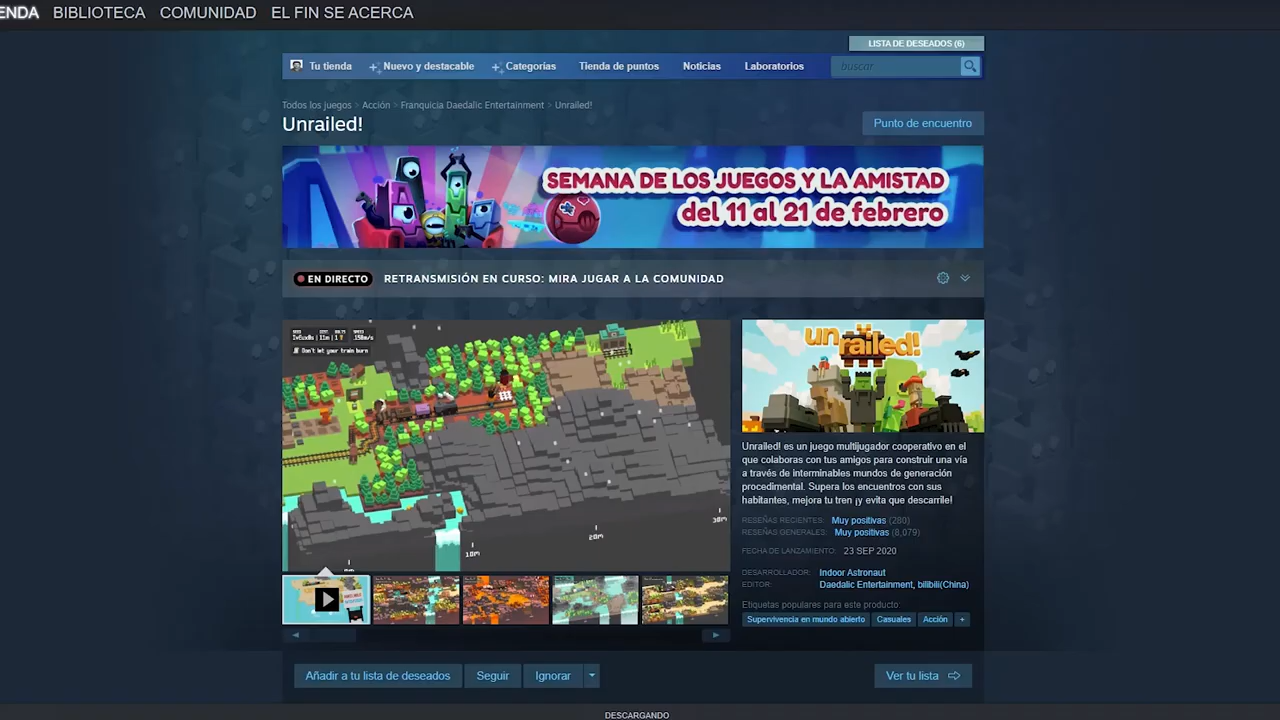 ENDA BIBLIOTECA COMUNIDAD EL FIN SE ACERCA
LISTA DE DESEADOS (6)
Tu tienda Nuevo y destacable Categorías Tienda de puntos Noticias Laboratorios buscar
Todos los juegos > Acción > Franquicia Daedalic Entertainment > Unrailed!
Unrailed!
Punto de encuentro
SEMANA DE LOS JUEGOS Y LA AMISTAD
del 11 al 21 de febrero
EN DIRECTO RETRANSMISIÓN EN CURSO: MIRA JUGAR A LA COMUNIDAD
Don't let your train burn
10m
20m
30m
unrailed!
Unrailed! es un juego multijugador cooperativo en el
que colaboras con tus amigos para construir una vía
a través de interminables mundos de generación
procedimental. Supera los encuentros con sus
habitantes, mejora tu tren ¡y evita que descarrile!
RESEÑAS RECIENTES: Muy positivas (280)
RESEÑAS GENERALES: Muy positivas (8,079)
FECHA DE LANZAMIENTO: 23 SEP 2020
DESARROLLADOR: Indoor Astronaut
EDITOR: Daedalic Entertainment, bilibili(China)
Etiquetas populares para este producto:
Supervivencia en mundo abierto Casuales Acción +
Añadir a tu lista de deseados Seguir Ignorar Ver tu lista
DESCARGANDO